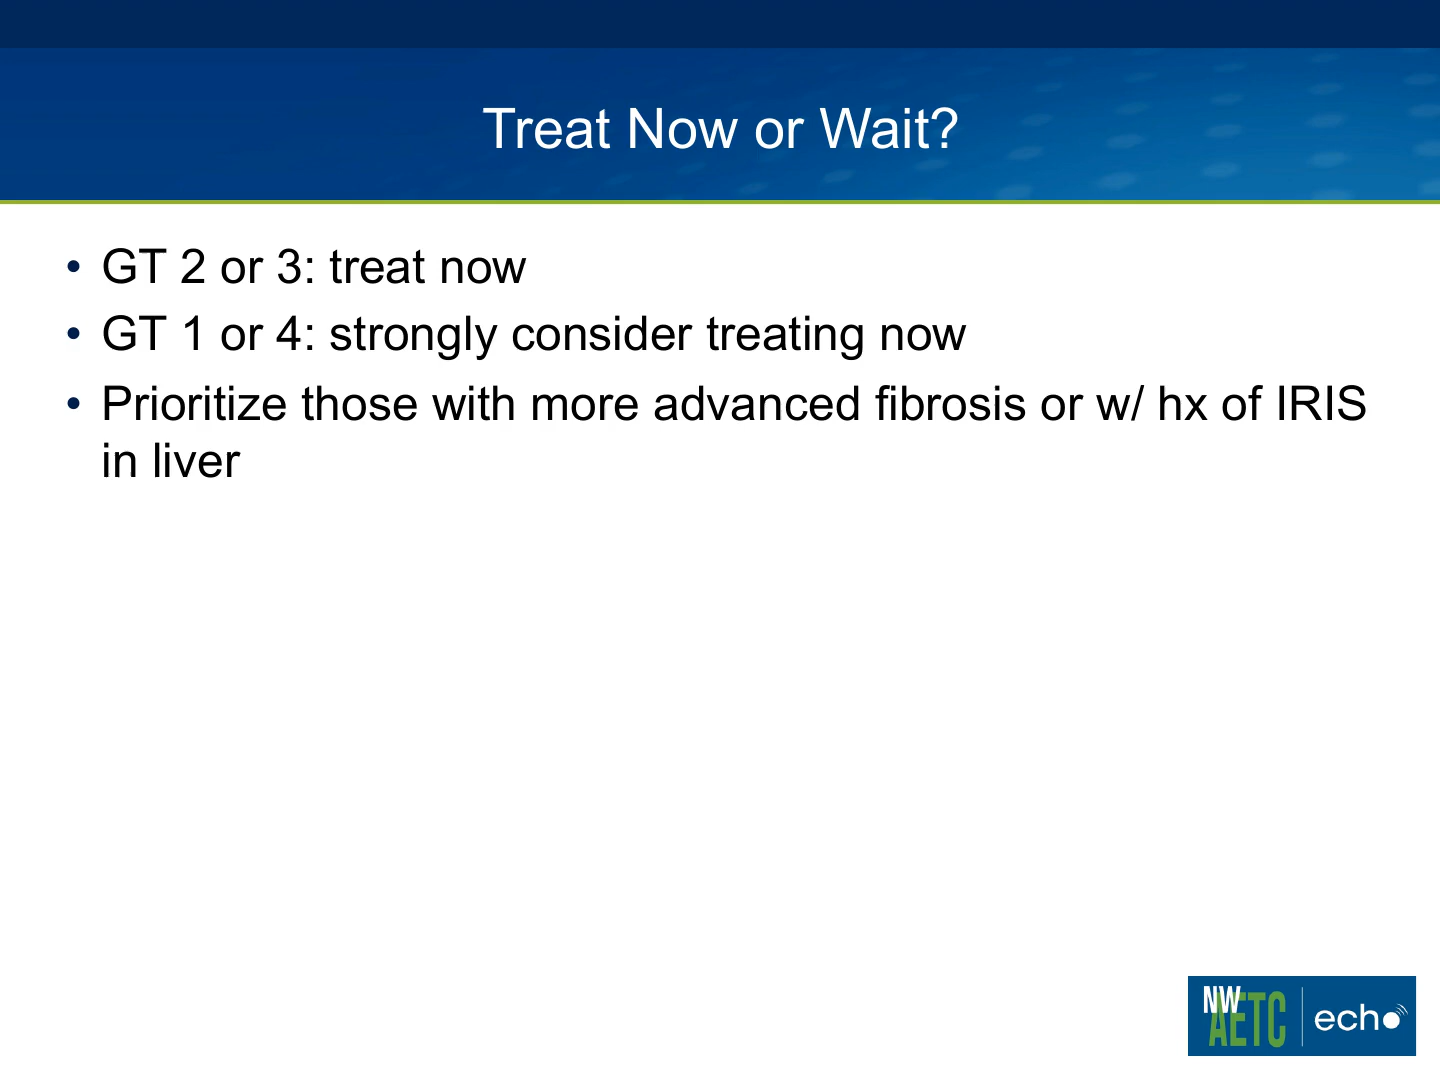 Treat Now or Wait?
• GT 2 or 3: treat now
• GT 1 or 4: strongly consider treating now
• Prioritize those with more advanced fibrosis or w/ hx of IRIS
in liver
NW
AETC
echo